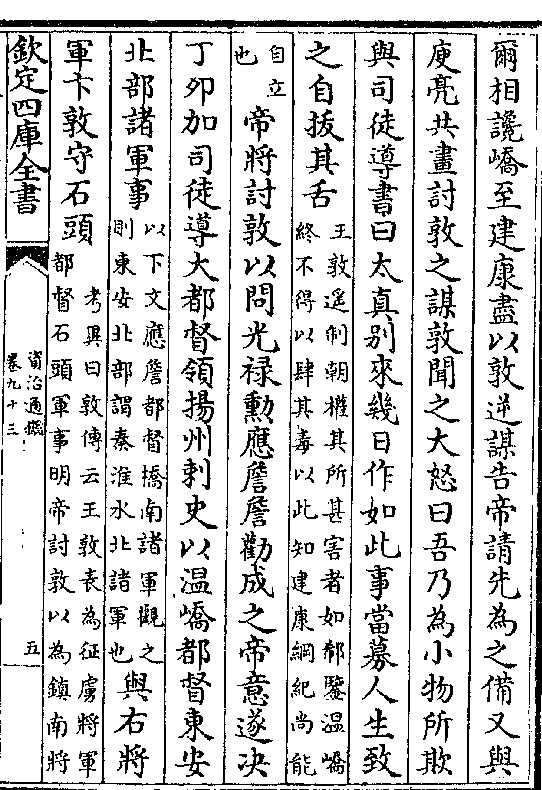 爾相讒嶠至建康盡以敦逆謀告帝請先為之備又與
庾亮共畫討敦之謀敦聞之大怒曰吾乃為小物所欺
與司徒導書曰太真別來幾日作如此事當募人生致
之自拔其舌王敦遥制朝權其所甚害者如郗鑒温嶠終不得以肆其毒以此知建康綱紀尚能
自立也帝將討敦以問光禄勲應詹詹勸成之帝意遂決
丁卯加司徒導大都督領揚州刺史以温嶠都督東安
北部諸軍事以下文應詹都督橋南諸軍觀之則東安北部謂秦淮水北諸軍也與右將
軍卞敦守石頭考異曰敦傳云王敦表為征虜將軍都督石頭軍事明帝討敦以為鎮南將
欽定四庫全書
資治通鑑
卷九十三
五